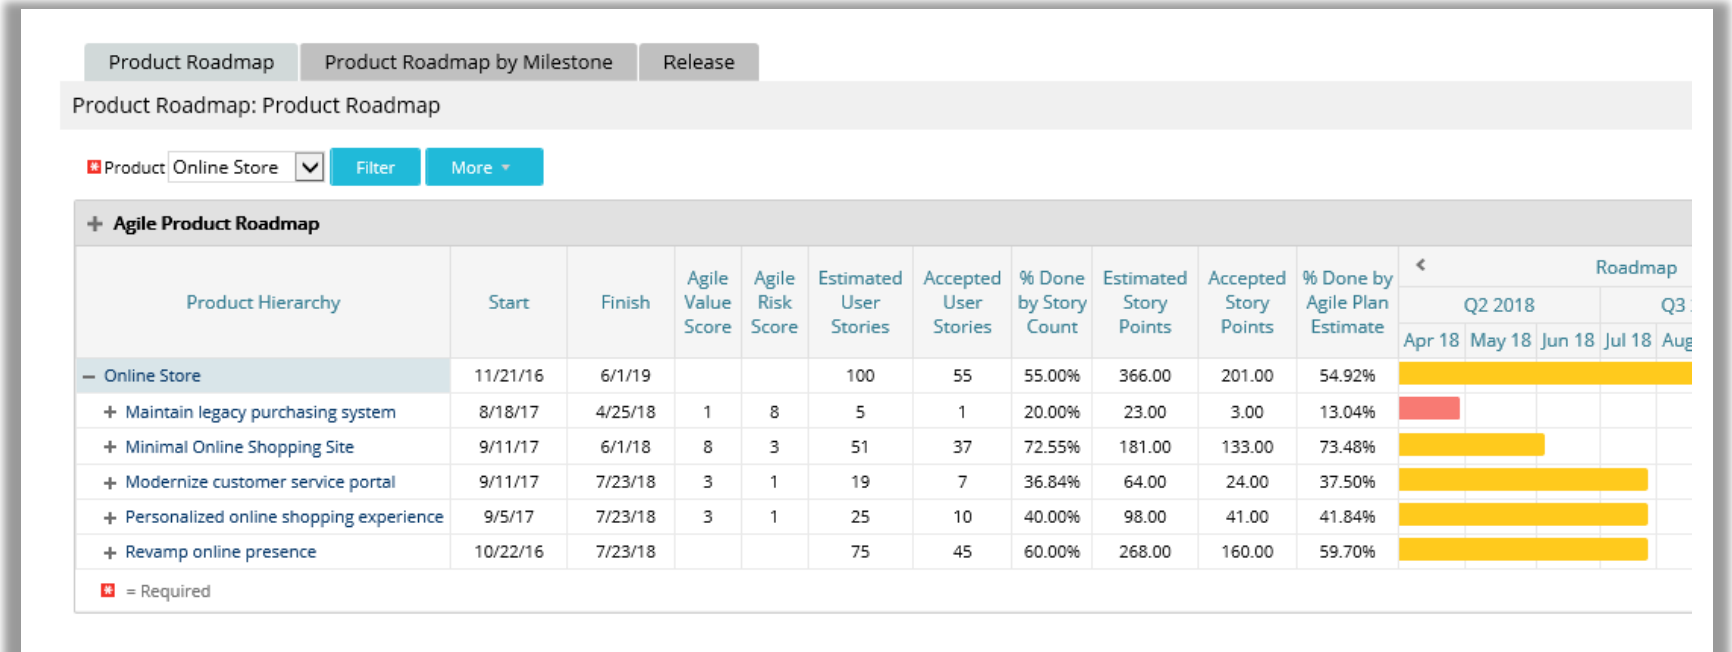 Product Roadmap Product Roadmap by Milestone Release
Product Roadmap: Product Roadmap
* Product Online Store Filter More
+ Agile Product Roadmap
Product Hierarchy Start Finish Agile Value Score Agile Risk Score Estimated User Stories Accepted User Stories % Done by Story Count Estimated Story Points Accepted Story Points % Done by Agile Plan Estimate < Roadmap
Q2 2018 Q3
Apr 18 May 18 Jun 18 Jul 18 Aug
− Online Store 11/21/16 6/1/19 100 55 55.00% 366.00 201.00 54.92%
+ Maintain legacy purchasing system 8/18/17 4/25/18 1 8 5 1 20.00% 23.00 3.00 13.04%
+ Minimal Online Shopping Site 9/11/17 6/1/18 8 3 51 37 72.55% 181.00 133.00 73.48%
+ Modernize customer service portal 9/11/17 7/23/18 3 1 19 7 36.84% 64.00 24.00 37.50%
+ Personalized online shopping experience 9/5/17 7/23/18 3 1 25 10 40.00% 98.00 41.00 41.84%
+ Revamp online presence 10/22/16 7/23/18 75 45 60.00% 268.00 160.00 59.70%
* = Required